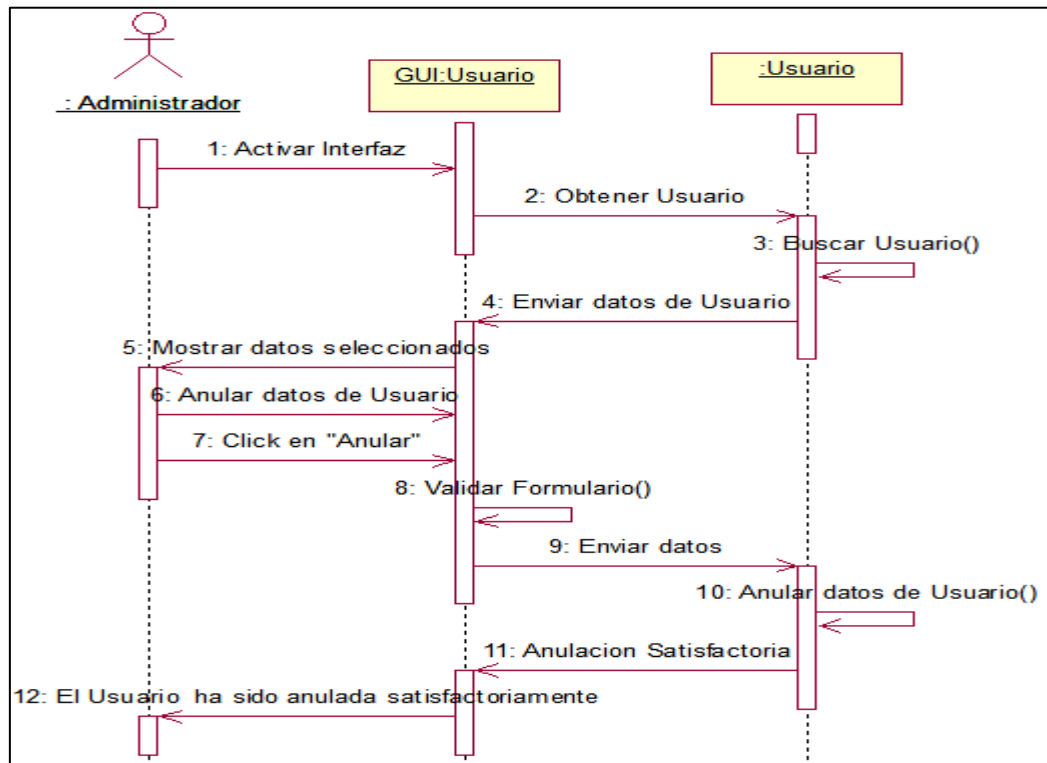 : Administrador
GUI:Usuario
:Usuario
1: Activar Interfaz
2: Obtener Usuario
3: Buscar Usuario()
4: Enviar datos de Usuario
5: Mostrar datos seleccionados
6: Anular datos de Usuario
7: Click en "Anular"
8: Validar Formulario()
9: Enviar datos
10: Anular datos de Usuario()
11: Anulacion Satisfactoria
12: El Usuario ha sido anulada satisfactoriamente